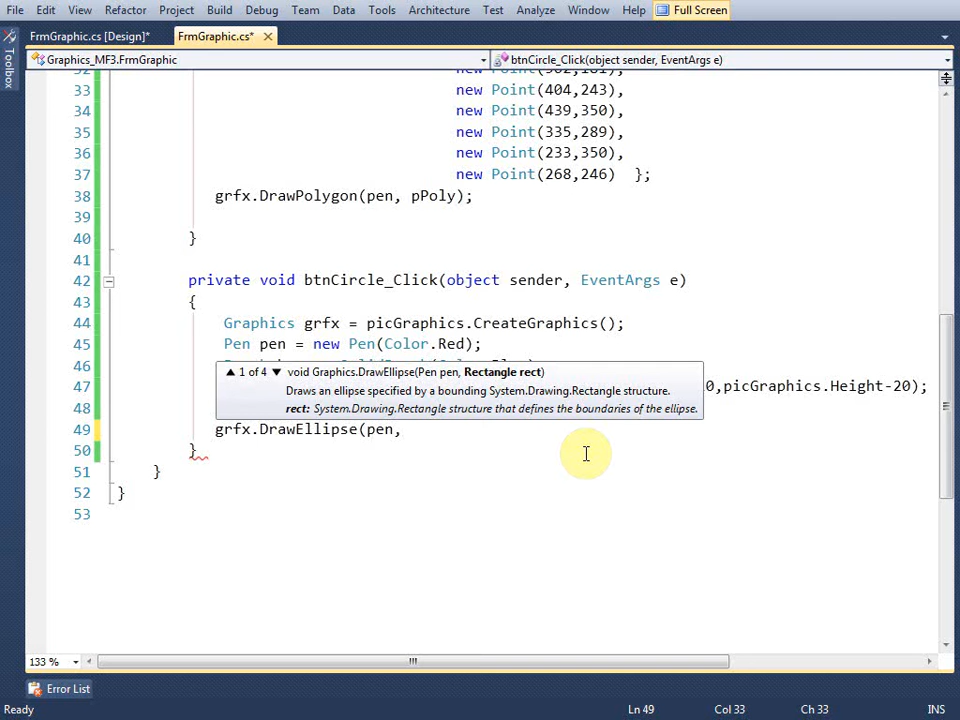 File Edit View Refactor Project Build Debug Team Data Tools Architecture Test Analyze Window Help Full Screen
FrmGraphic.cs [Design]* FrmGraphic.cs*
Toolbox
Graphics_MF3.FrmGraphic btnCircle_Click(object sender, EventArgs e)
33 new Point(404,243),
34 new Point(439,350),
35 new Point(335,289),
36 new Point(233,350),
37 new Point(268,246) };
38 grfx.DrawPolygon(pen, pPoly);
39
40 }
41
42 private void btnCircle_Click(object sender, EventArgs e)
43 {
44 Graphics grfx = picGraphics.CreateGraphics();
45 Pen pen = new Pen(Color.Red);
46
1 of 4 void Graphics.DrawEllipse(Pen pen, Rectangle rect)
47 0,picGraphics.Height-20);
Draws an ellipse specified by a bounding System.Drawing.Rectangle structure.
48
rect: System.Drawing.Rectangle structure that defines the boundaries of the ellipse.
49 grfx.DrawEllipse(pen,
50 }
51 }
52 }
53
133 %
Error List
Ready Ln 49 Col 33 Ch 33 INS